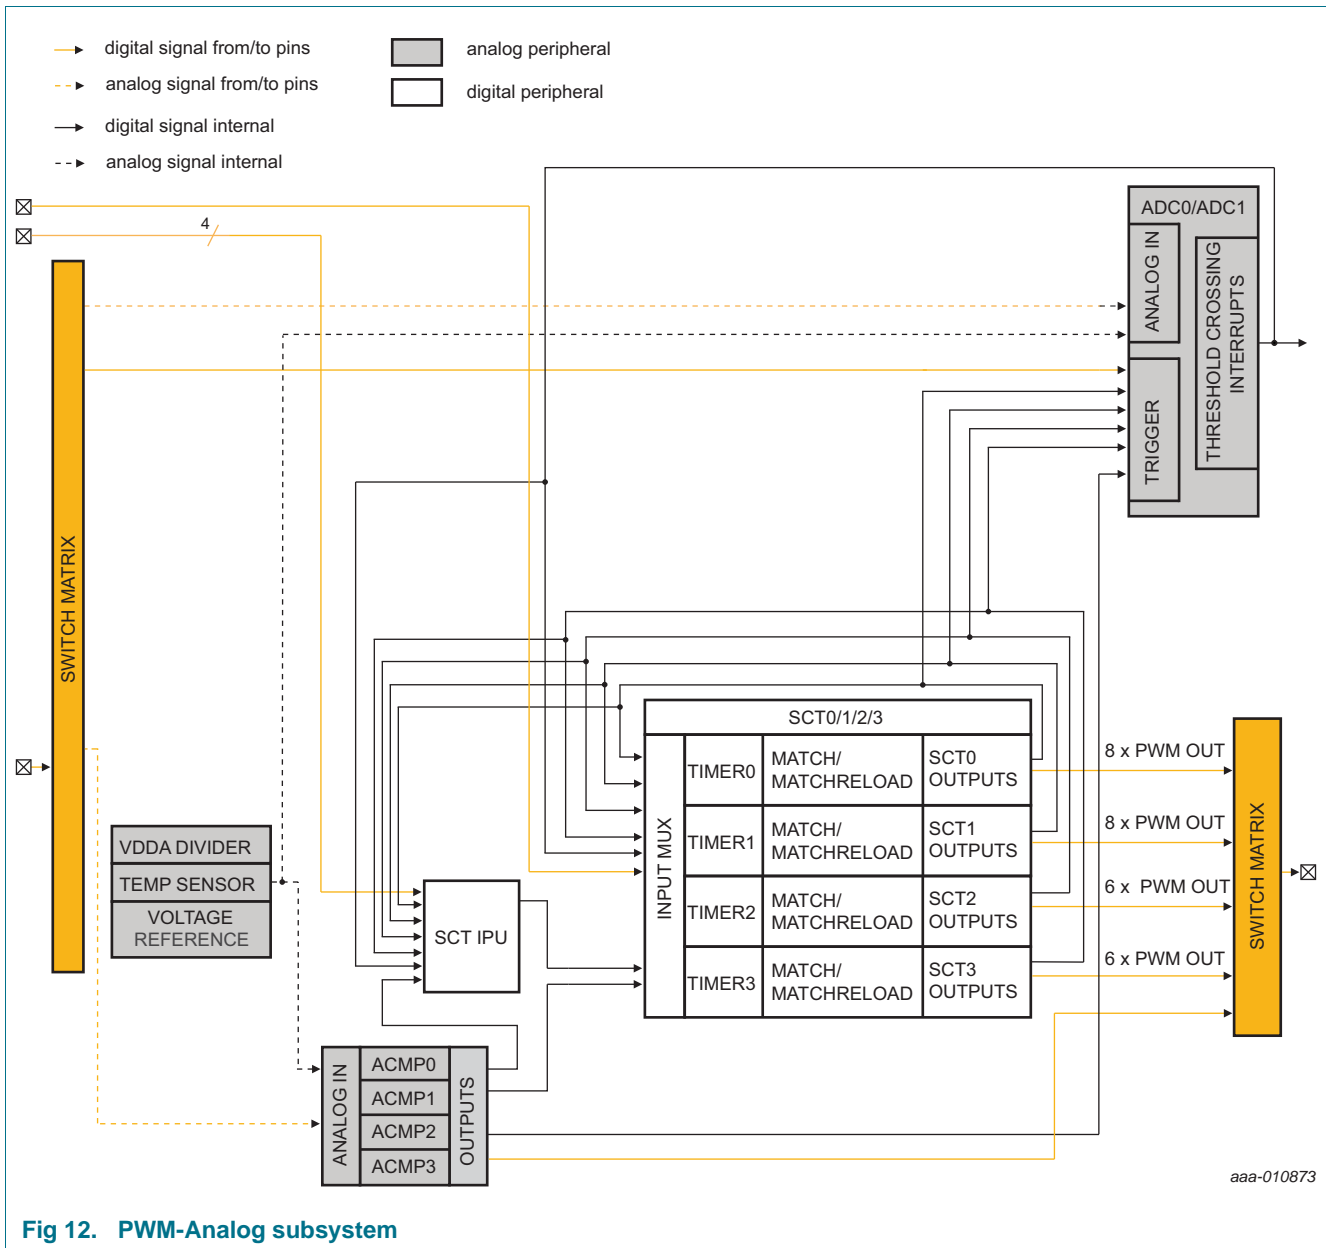 digital signal from/to pins
analog signal from/to pins
digital signal internal
analog signal internal
analog peripheral
digital peripheral
4
SWITCH MATRIX
ADC0/ADC1
ANALOG IN
TRIGGER
THRESHOLD CROSSING
INTERRUPTS
VDDA DIVIDER
TEMP SENSOR
VOLTAGE
REFERENCE
SCT IPU
SCT0/1/2/3
INPUT MUX
TIMER0
MATCH/
MATCHRELOAD
SCT0
OUTPUTS
TIMER1
MATCH/
MATCHRELOAD
SCT1
OUTPUTS
TIMER2
MATCH/
MATCHRELOAD
SCT2
OUTPUTS
TIMER3
MATCH/
MATCHRELOAD
SCT3
OUTPUTS
8 x PWM OUT
8 x PWM OUT
6 x PWM OUT
6 x PWM OUT
SWITCH MATRIX
ANALOG IN
ACMP0
ACMP1
ACMP2
ACMP3
OUTPUTS
aaa-010873
Fig 12. PWM-Analog subsystem